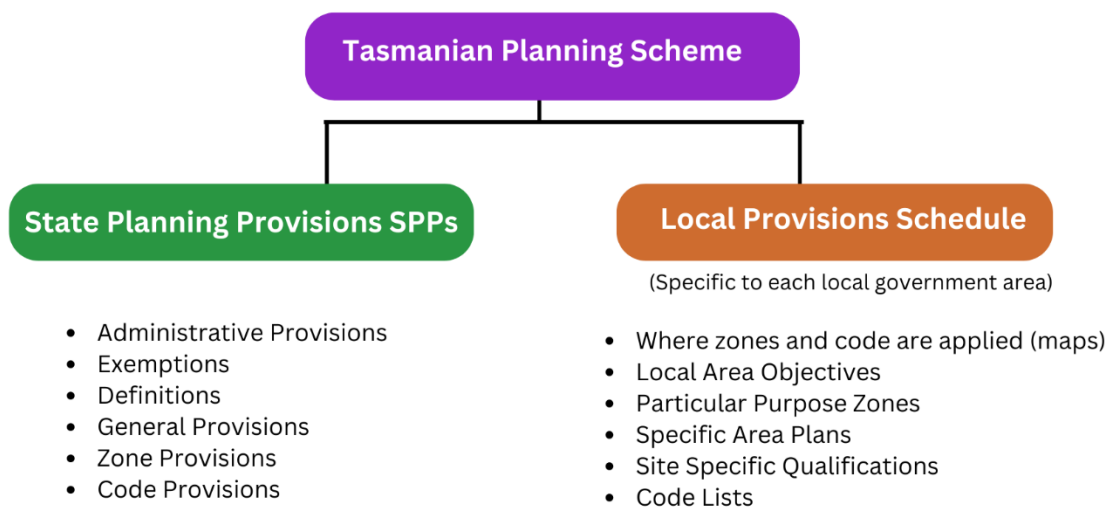 Tasmanian Planning Scheme
State Planning Provisions SPPs
• Administrative Provisions
• Exemptions
• Definitions
• General Provisions
• Zone Provisions
• Code Provisions
Local Provisions Schedule
(Specific to each local government area)
• Where zones and code are applied (maps)
• Local Area Objectives
• Particular Purpose Zones
• Specific Area Plans
• Site Specific Qualifications
• Code Lists